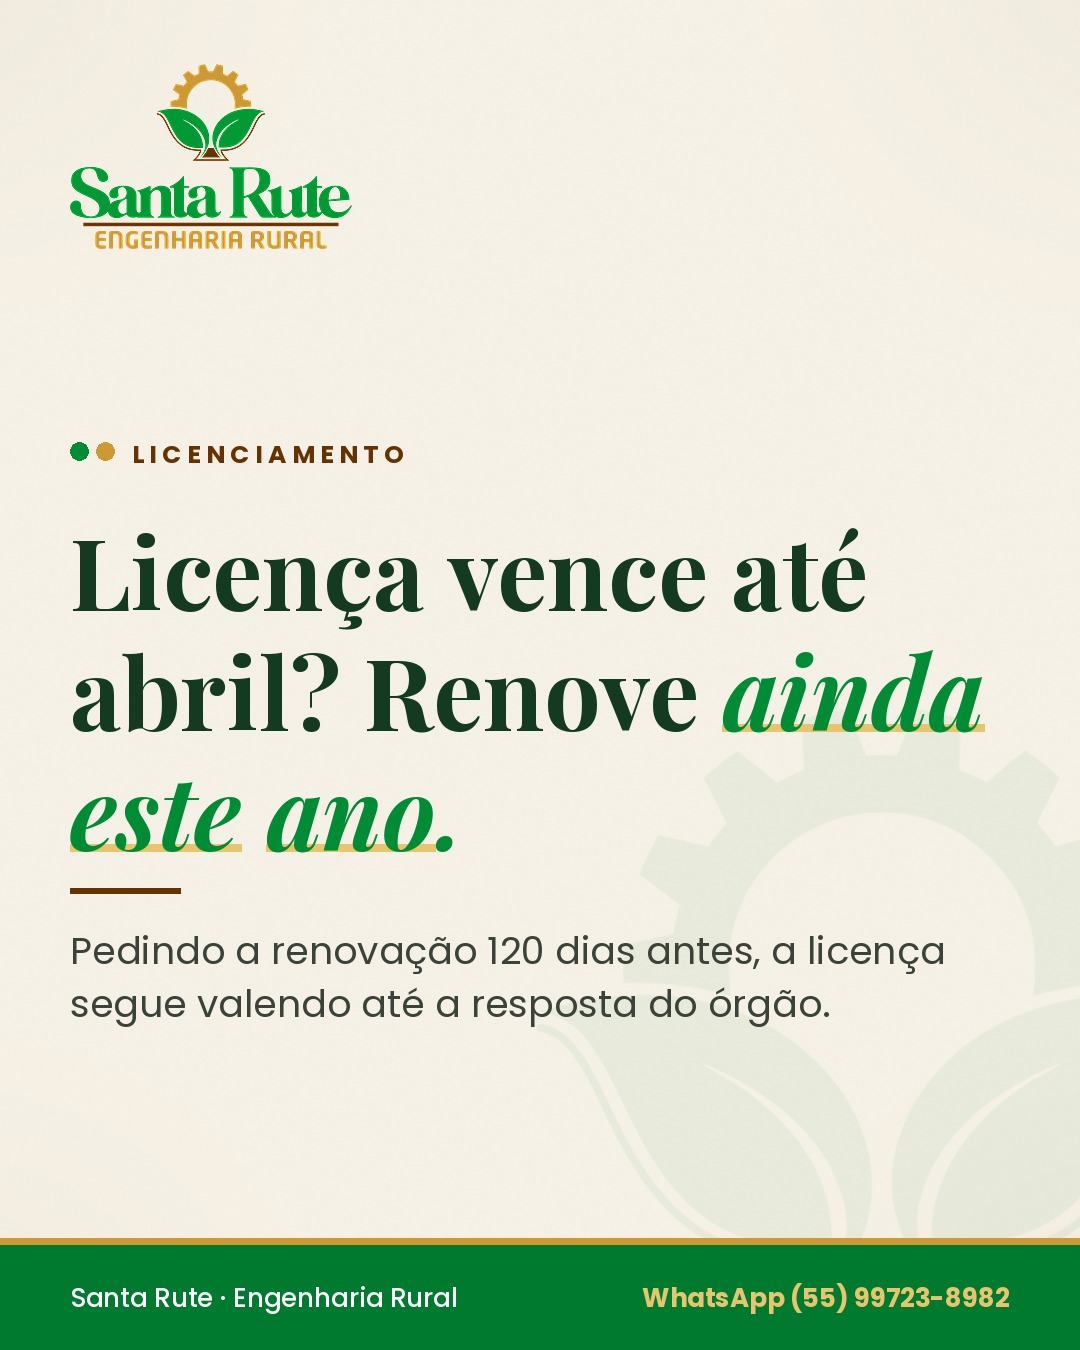 Santa Rute
ENGENHARIA RURAL
LICENCIAMENTO
Licença vence até
abril? Renove ainda
este ano.
Pedindo a renovação 120 dias antes, a licença
segue valendo até a resposta do órgão.
Santa Rute · Engenharia Rural
WhatsApp (55) 99723-8982